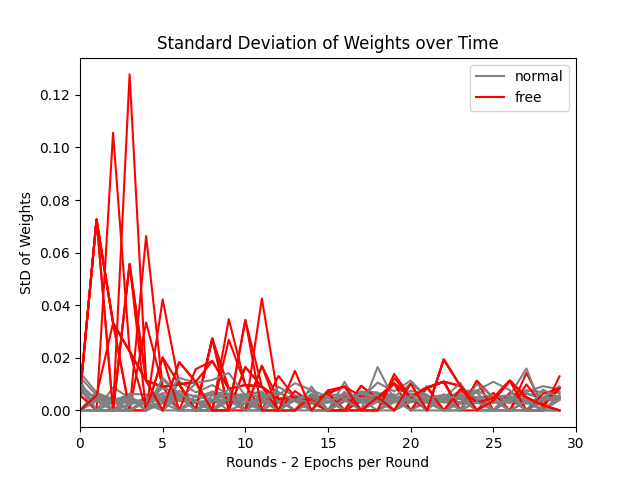 Standard Deviation of Weights over Time
normal
free
StD of Weights
0.12
0.10
0.08
0.06
0.04
0.02
0.00
0 5 10 15 20 25 30
Rounds - 2 Epochs per Round